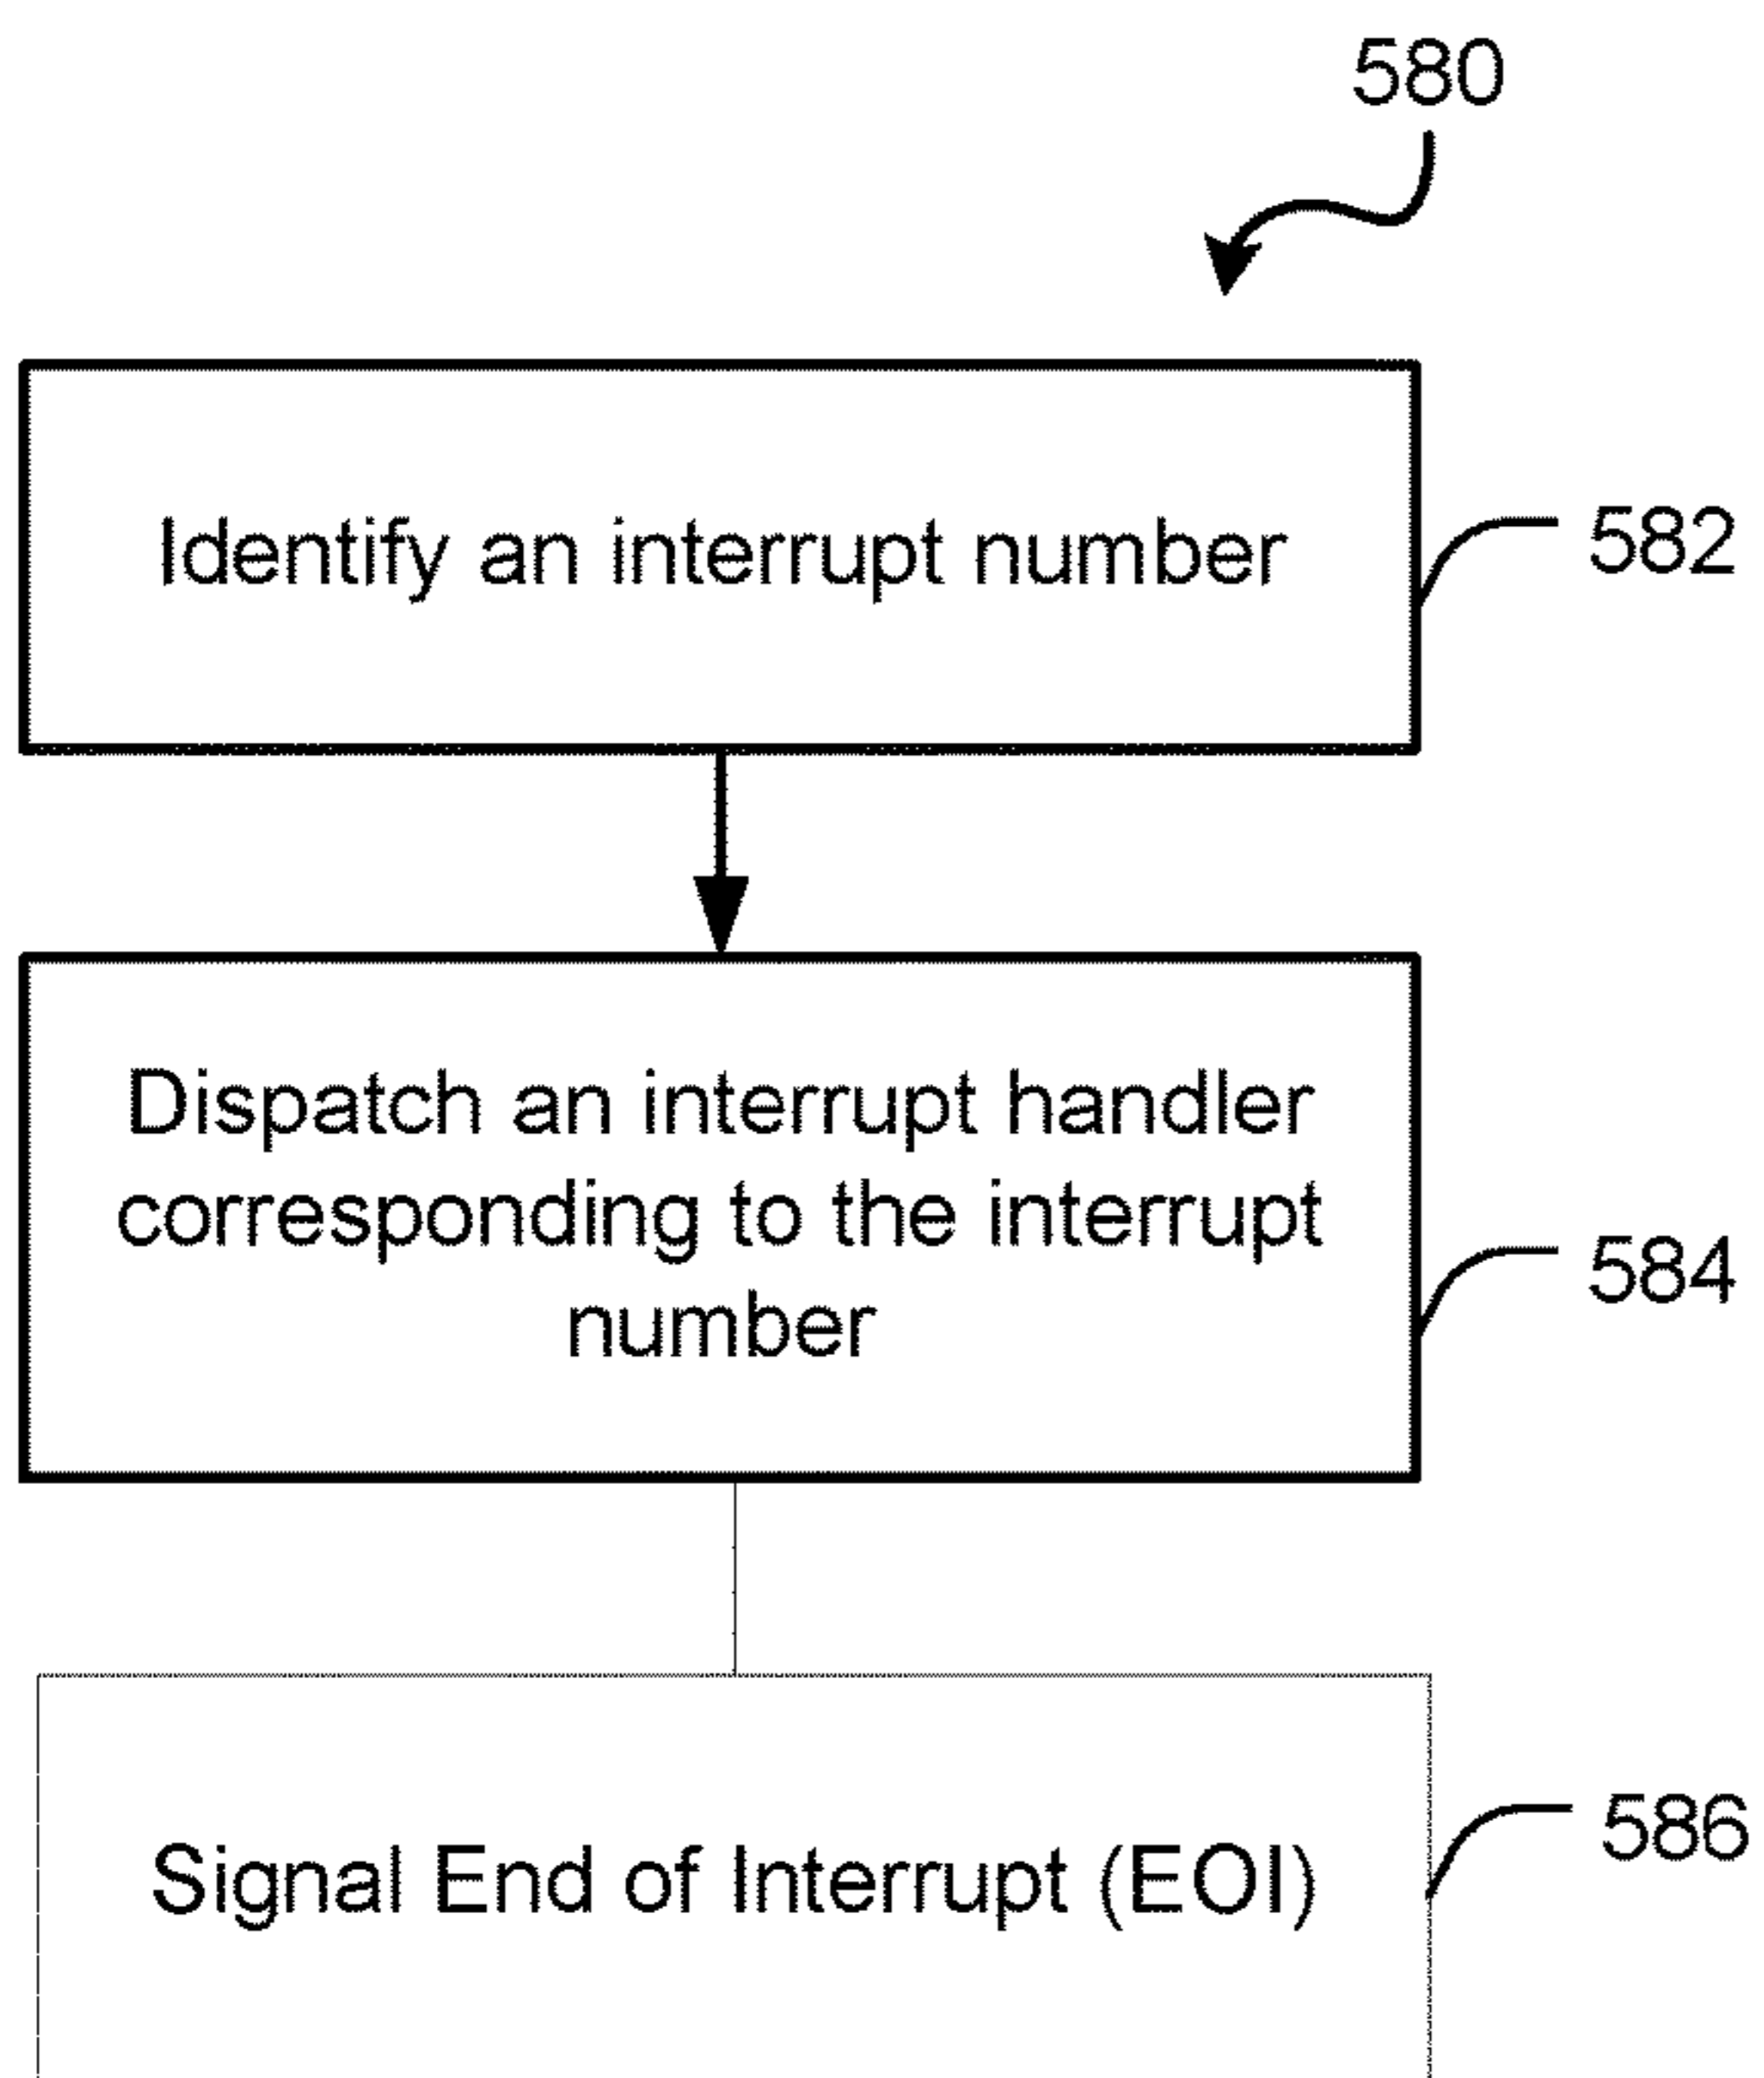 580
Identify an interrupt number
582
Dispatch an interrupt handler
corresponding to the interrupt
number
584
Signal End of Interrupt (EOI)
586